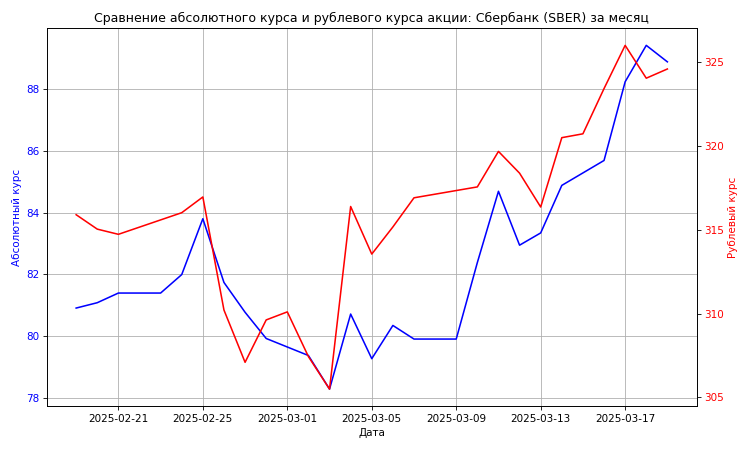 Сравнение абсолютного курса и рублевого курса акции: Сбербанк (SBER) за месяц
Абсолютный курс
88
86
84
82
80
78
325
320
315
310
305
Рублевый курс
2025-02-21 2025-02-25 2025-03-01 2025-03-05 2025-03-09 2025-03-13 2025-03-17
Дата